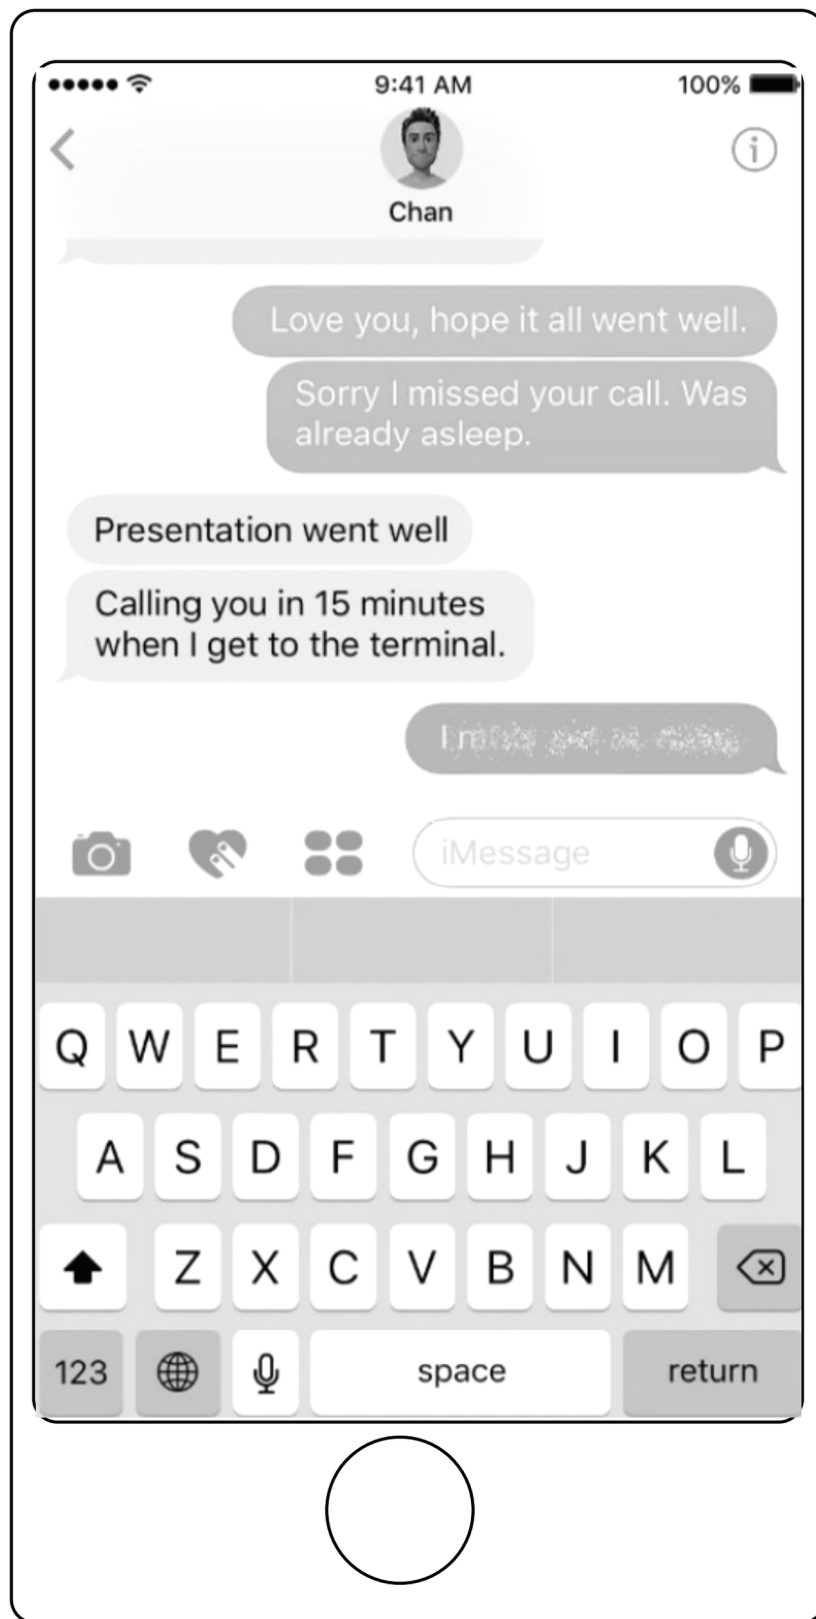 9:41 AM
100%
Chan
Love you, hope it all went well.
Sorry I missed your call. Was
already asleep.
Presentation went well
Calling you in 15 minutes
when I get to the terminal.
iMessage
Q W E R T Y U I O P
A S D F G H J K L
Z X C V B N M
123 space return